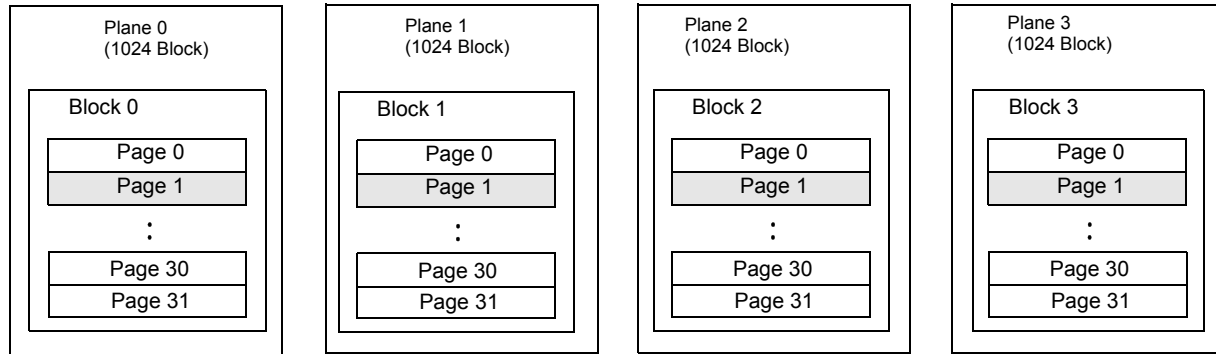 Plane 0
(1024 Block)
Block 0
Page 0
Page 1
Page 30
Page 31
Plane 1
(1024 Block)
Block 1
Page 0
Page 1
Page 30
Page 31
Plane 2
(1024 Block)
Block 2
Page 0
Page 1
Page 30
Page 31
Plane 3
(1024 Block)
Block 3
Page 0
Page 1
Page 30
Page 31